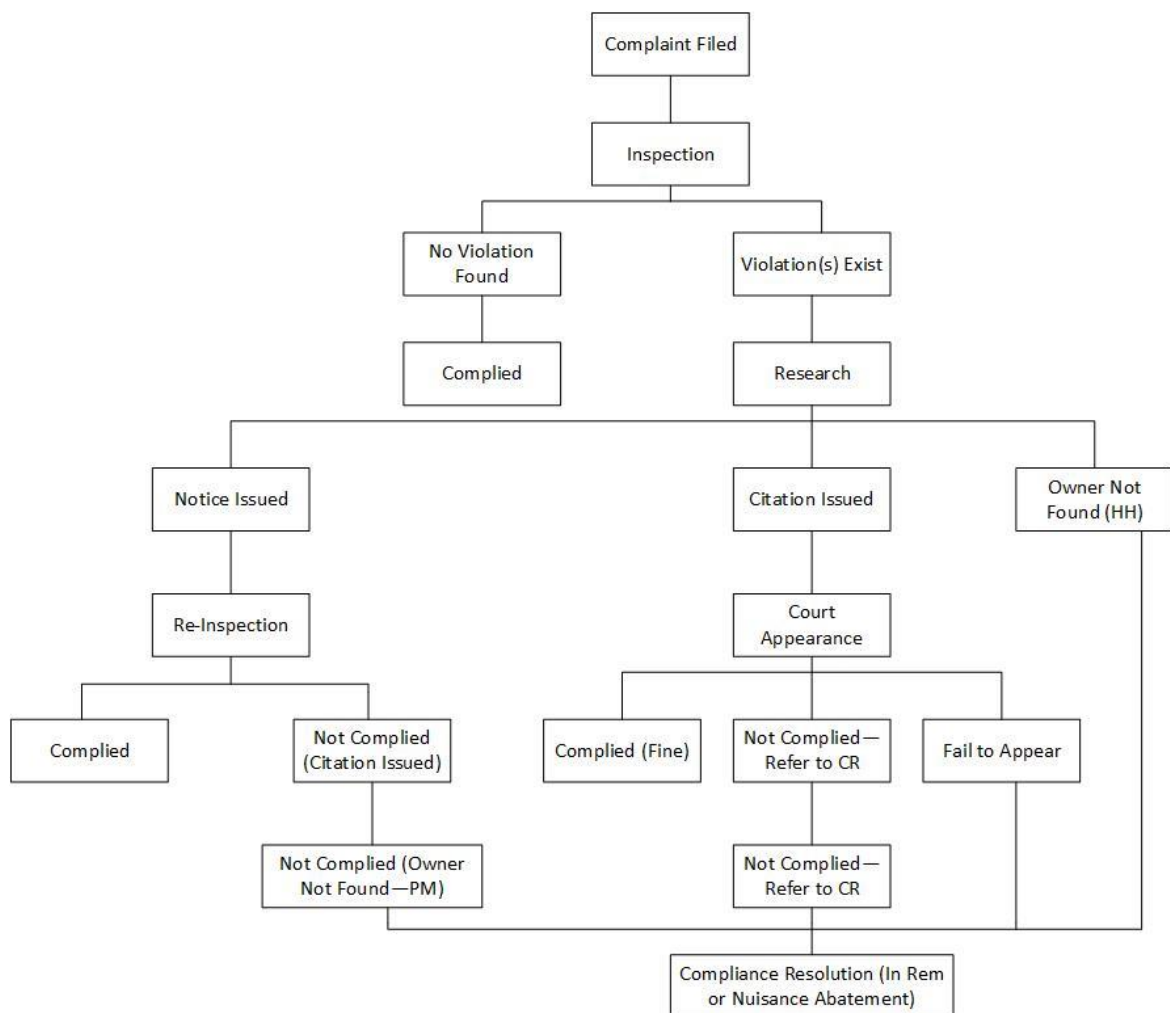 Complaint Filed
Inspection
No Violation
Found
Violation(s) Exist
Complied
Research
Notice Issued
Citation Issued
Owner Not
Found (HH)
Re-Inspection
Court
Appearance
Complied
Not Complied
(Citation Issued)
Complied (Fine)
Not Complied—
Refer to CR
Fail to Appear
Not Complied (Owner
Not Found—PM)
Not Complied—
Refer to CR
Compliance Resolution (In Rem
or Nuisance Abatement)